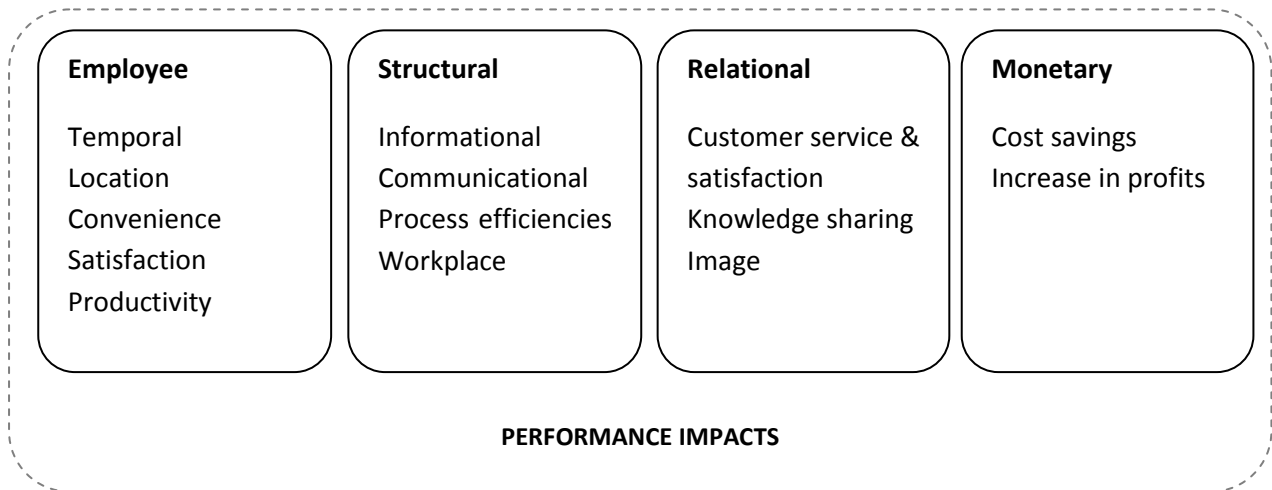 Employee
Temporal
Location
Convenience
Satisfaction
Productivity
Structural
Informational
Communicational
Process efficiencies
Workplace
Relational
Customer service &
satisfaction
Knowledge sharing
Image
Monetary
Cost savings
Increase in profits
PERFORMANCE IMPACTS